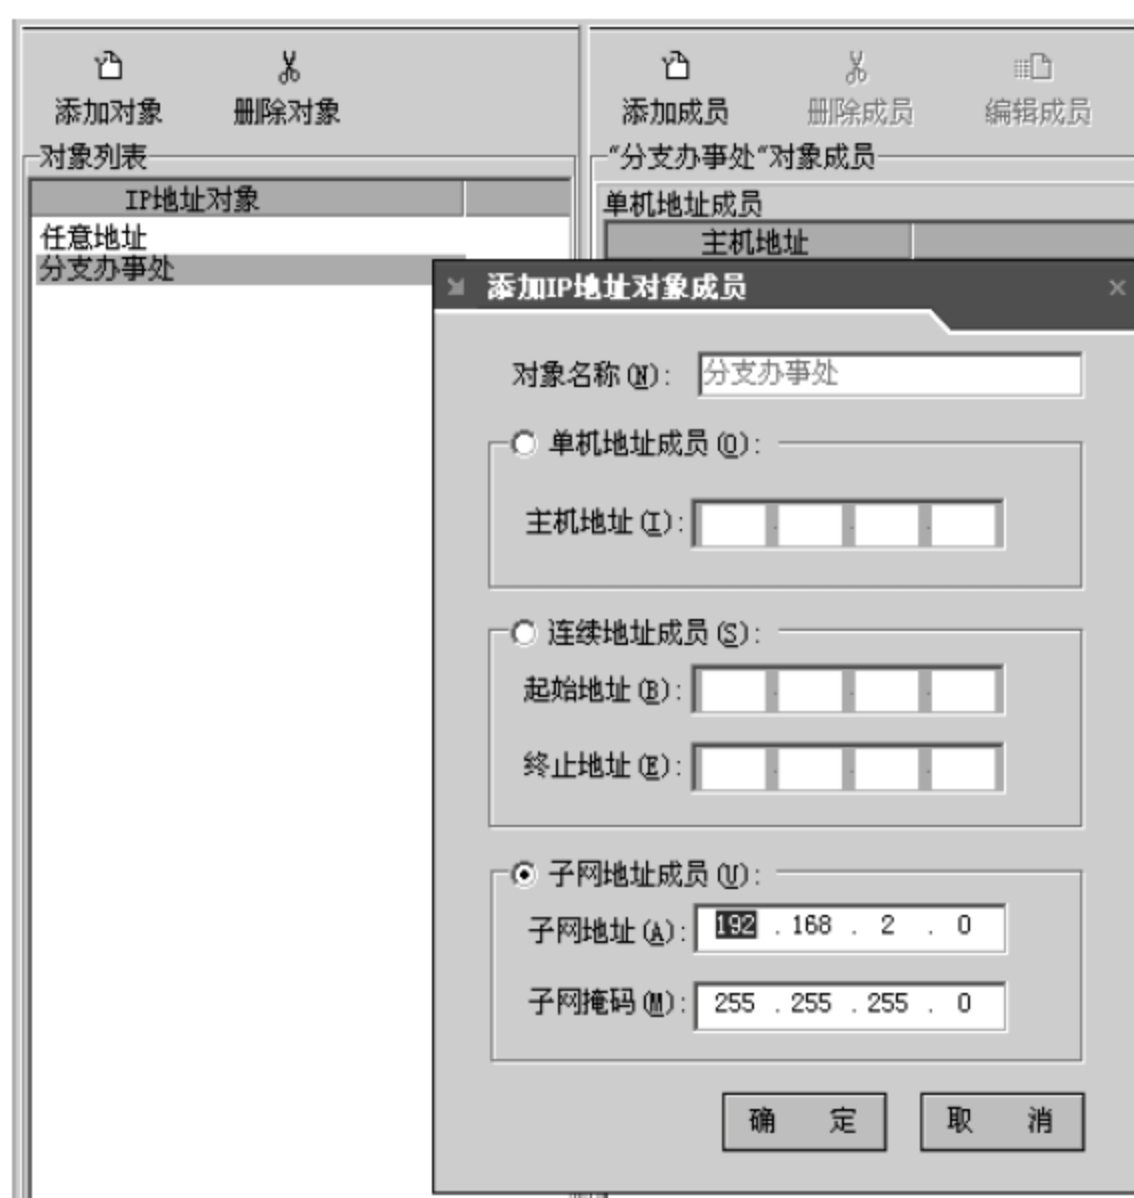 添加对象 删除对象
添加成员 删除成员 编辑成员
对象列表
"分支办事处"对象成员
IP地址对象
单机地址成员
任意地址
主机地址
分支办事处
添加IP地址对象成员
对象名称(N): 分支办事处
单机地址成员(O):
主机地址(I):
连续地址成员(S):
起始地址(B):
终止地址(E):
子网地址成员(U):
子网地址(A): 192 . 168 . 2 . 0
子网掩码(M): 255 . 255 . 255 . 0
确 定 取 消